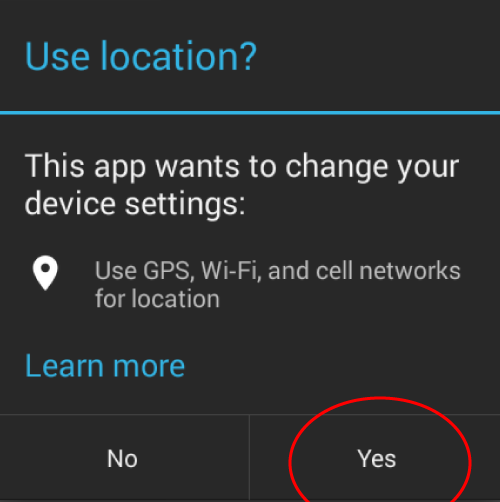 Use location?
This app wants to change your
device settings:
Use GPS, Wi-Fi, and cell networks
for location
Learn more
No
Yes